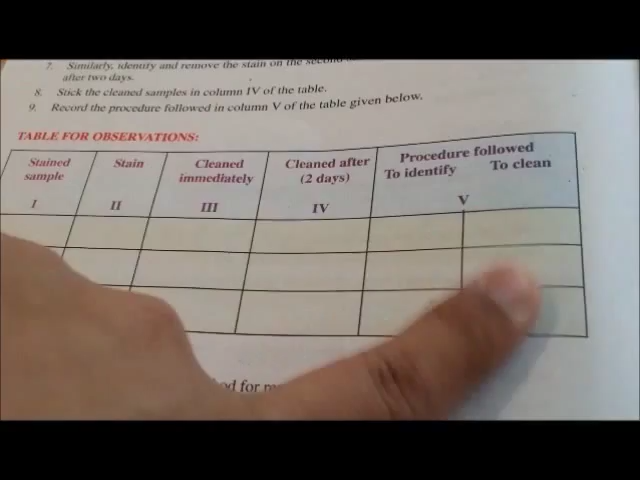 7. Similarly, identify and remove the stain on the second
after two days.
8. Stick the cleaned samples in column IV of the table.
9. Record the procedure followed in column V of the table given below.
TABLE FOR OBSERVATIONS:
Stained sample I
Stain II
Cleaned immediately III
Cleaned after (2 days) IV
Procedure followed
To identify To clean
V
for